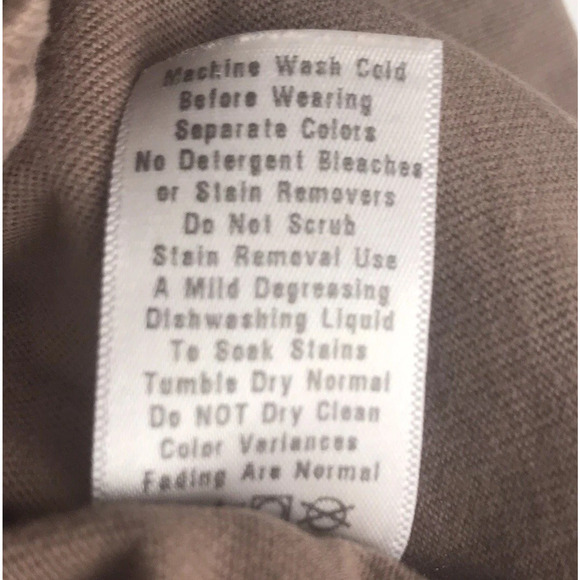 Machine Wash Cold
Before Wearing
Separate Colors
No Detergent Bleaches
or Stain Removers
Do Not Scrub
Stain Removal Use
A Mild Degreasing
Dishwashing Liquid
To Soak Stains
Tumble Dry Normal
Do NOT Dry Clean
Color Variances
Fading Are Normal